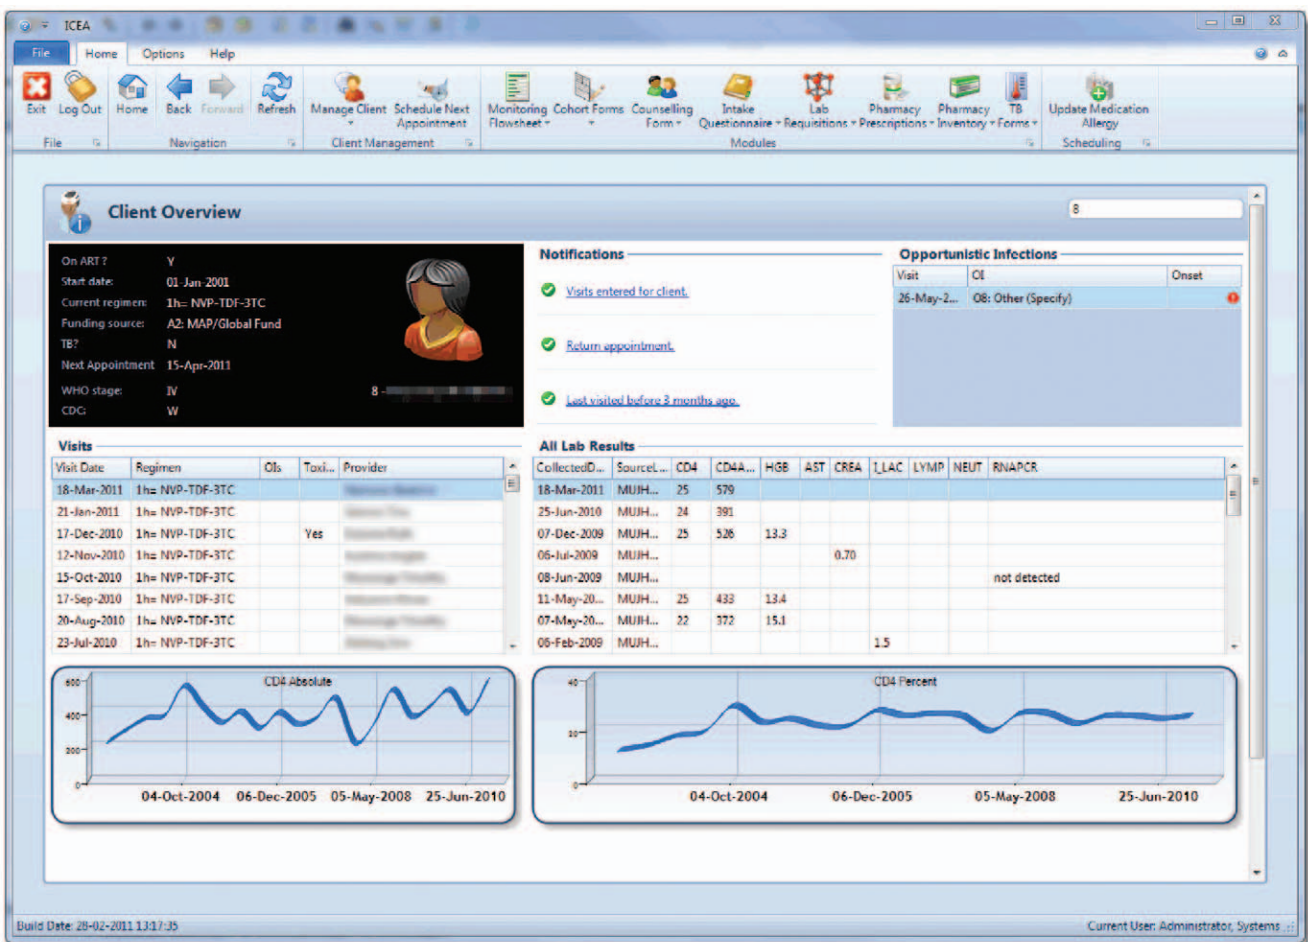 ICEA
File Home Options Help
Exit Log Out Home Back Forward Refresh Manage Client Schedule Next Appointment Monitoring Flowsheet Cohort Forms Counselling Form Intake Questionnaire Lab Requisitions Pharmacy Prescriptions Pharmacy Inventory TB Forms Update Medication Allergy
File Navigation Client Management Modules Scheduling
Client Overview 8
On ART? Y
Start date: 01-Jan-2001
Current regimen: 1h= NVP-TDF-3TC
Funding source: A2: MAP/Global Fund
TB? N
Next Appointment 15-Apr-2011
WHO stage: IV
8 -
CDC: W
Notifications
Visits entered for client.
Return appointment.
Last visited before 3 months ago.
Opportunistic Infections
Visit OI Onset
26-May-2... O8: Other (Specify)
Visits
Visit Date Regimen OIs Toxi... Provider
18-Mar-2011 1h= NVP-TDF-3TC
21-Jan-2011 1h= NVP-TDF-3TC
17-Dec-2010 1h= NVP-TDF-3TC Yes
12-Nov-2010 1h= NVP-TDF-3TC
15-Oct-2010 1h= NVP-TDF-3TC
17-Sep-2010 1h= NVP-TDF-3TC
20-Aug-2010 1h= NVP-TDF-3TC
23-Jul-2010 1h= NVP-TDF-3TC
All Lab Results
CollectedD... SourceL... CD4 CD4A... HGB AST CREA I_LAC LYMP NEUT RNAPCR
18-Mar-2011 MUJH... 25 579
25-Jun-2010 MUJH... 24 391
07-Dec-2009 MUJH... 25 526 13.3
06-Jul-2009 MUJH... 0.70
08-Jun-2009 MUJH... not detected
11-May-20... MUJH... 25 433 13.4
07-May-20... MUJH... 22 372 15.1
06-Feb-2009 MUJH... 1.5
CD4 Absolute
600
400
200
0
04-Oct-2004 06-Dec-2005 05-May-2008 25-Jun-2010
CD4 Percent
40
20
0
04-Oct-2004 06-Dec-2005 05-May-2008 25-Jun-2010
Build Date: 28-02-2011 13:17:35 Current User: Administrator, Systems